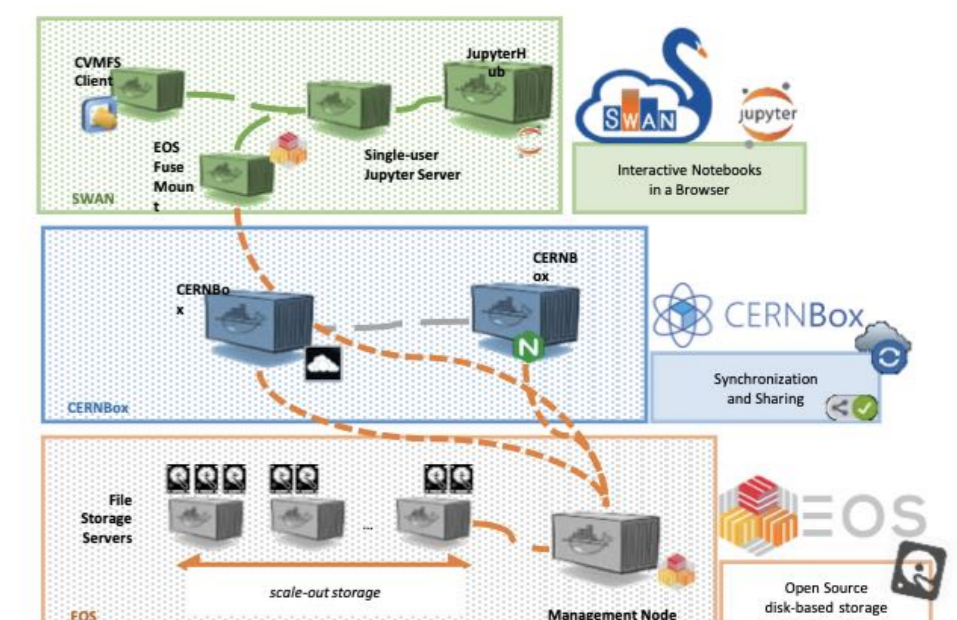 CVMFS
Client
JupyterH
ub
EOS
Fuse
Moun
t
Single-user
Jupyter Server
SWAN
SWAN
jupyter
Interactive Notebooks
in a Browser
CERNBo
x
CERNB
ox
N
CERNBox
CERNBox
Synchronization
and Sharing
File
Storage
Servers
...
scale-out storage
EOS
Management Node
EOS
Open Source
disk-based storage